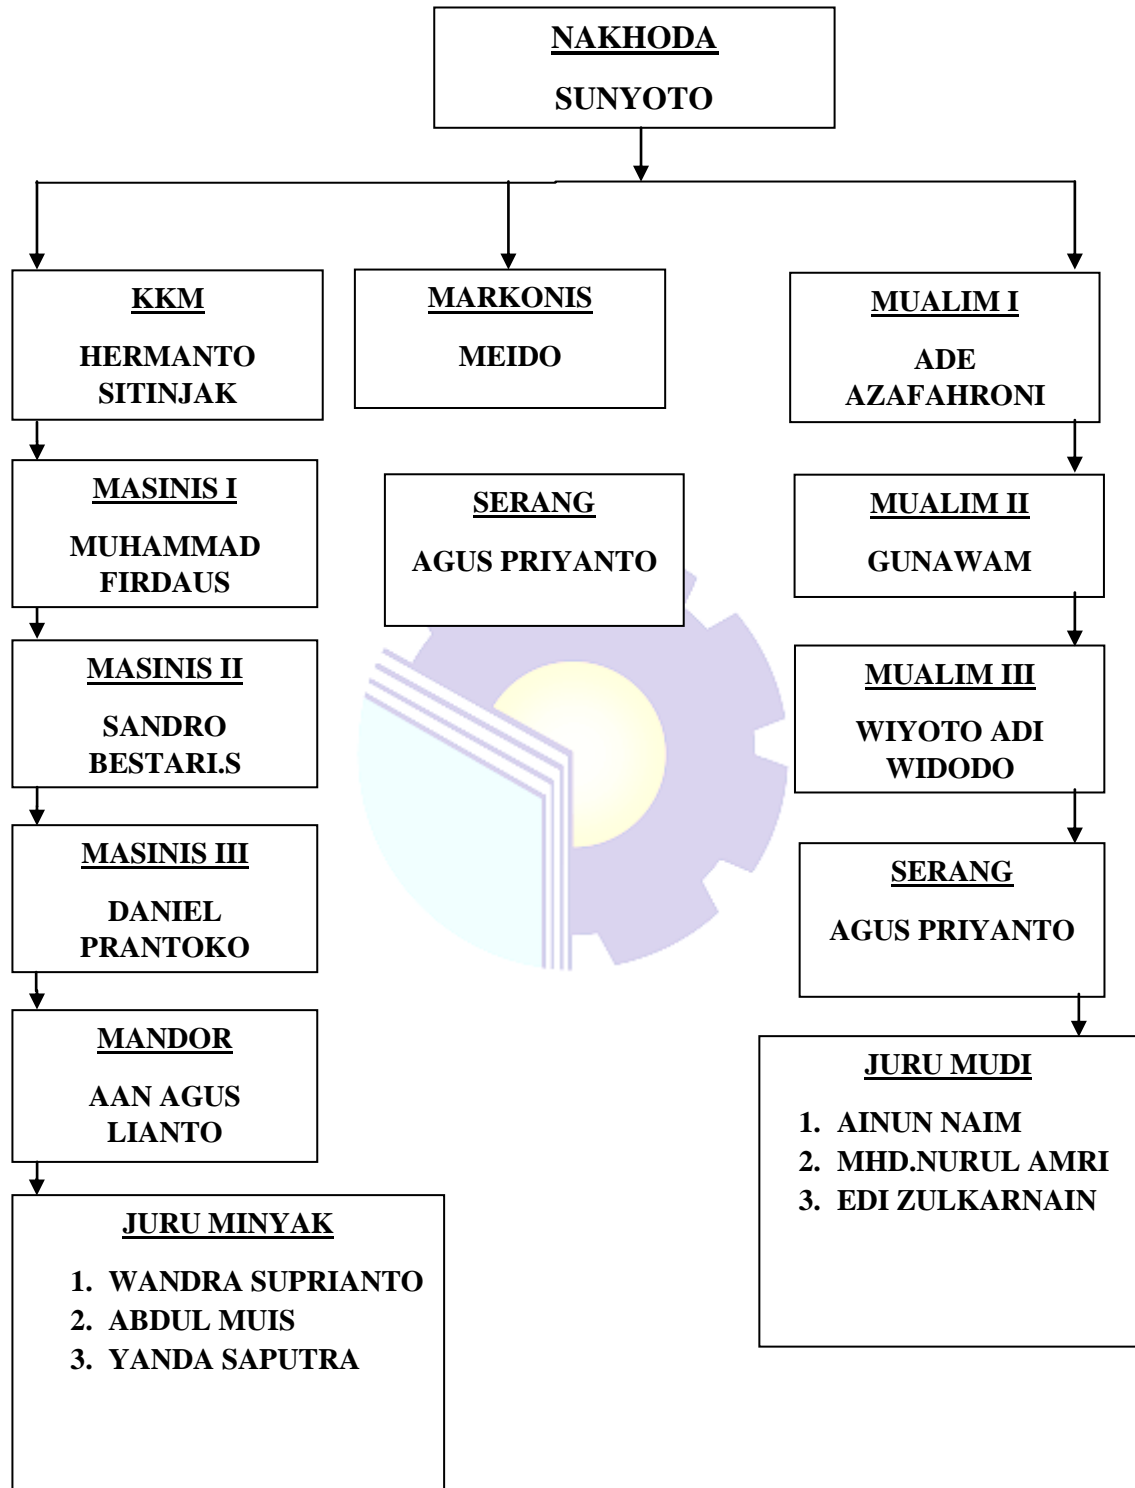 NAKHODA
SUNYOTO
KKM
HERMANTO
SITINJAK
MARKONIS
MEIDO
MUALIM I
ADE
AZAFAHRONI
MASINIS I
MUHAMMAD
FIRDAUS
SERANG
AGUS PRIYANTO
MUALIM II
GUNAWAM
MASINIS II
SANDRO
BESTARI.S
MUALIM III
WIYOTO ADI
WIDODO
MASINIS III
DANIEL
PRANTOKO
SERANG
AGUS PRIYANTO
MANDOR
AAN AGUS
LIANTO
JURU MUDI
1. AINUN NAIM
2. MHD.NURUL AMRI
3. EDI ZULKARNAIN
JURU MINYAK
1. WANDRA SUPRIANTO
2. ABDUL MUIS
3. YANDA SAPUTRA